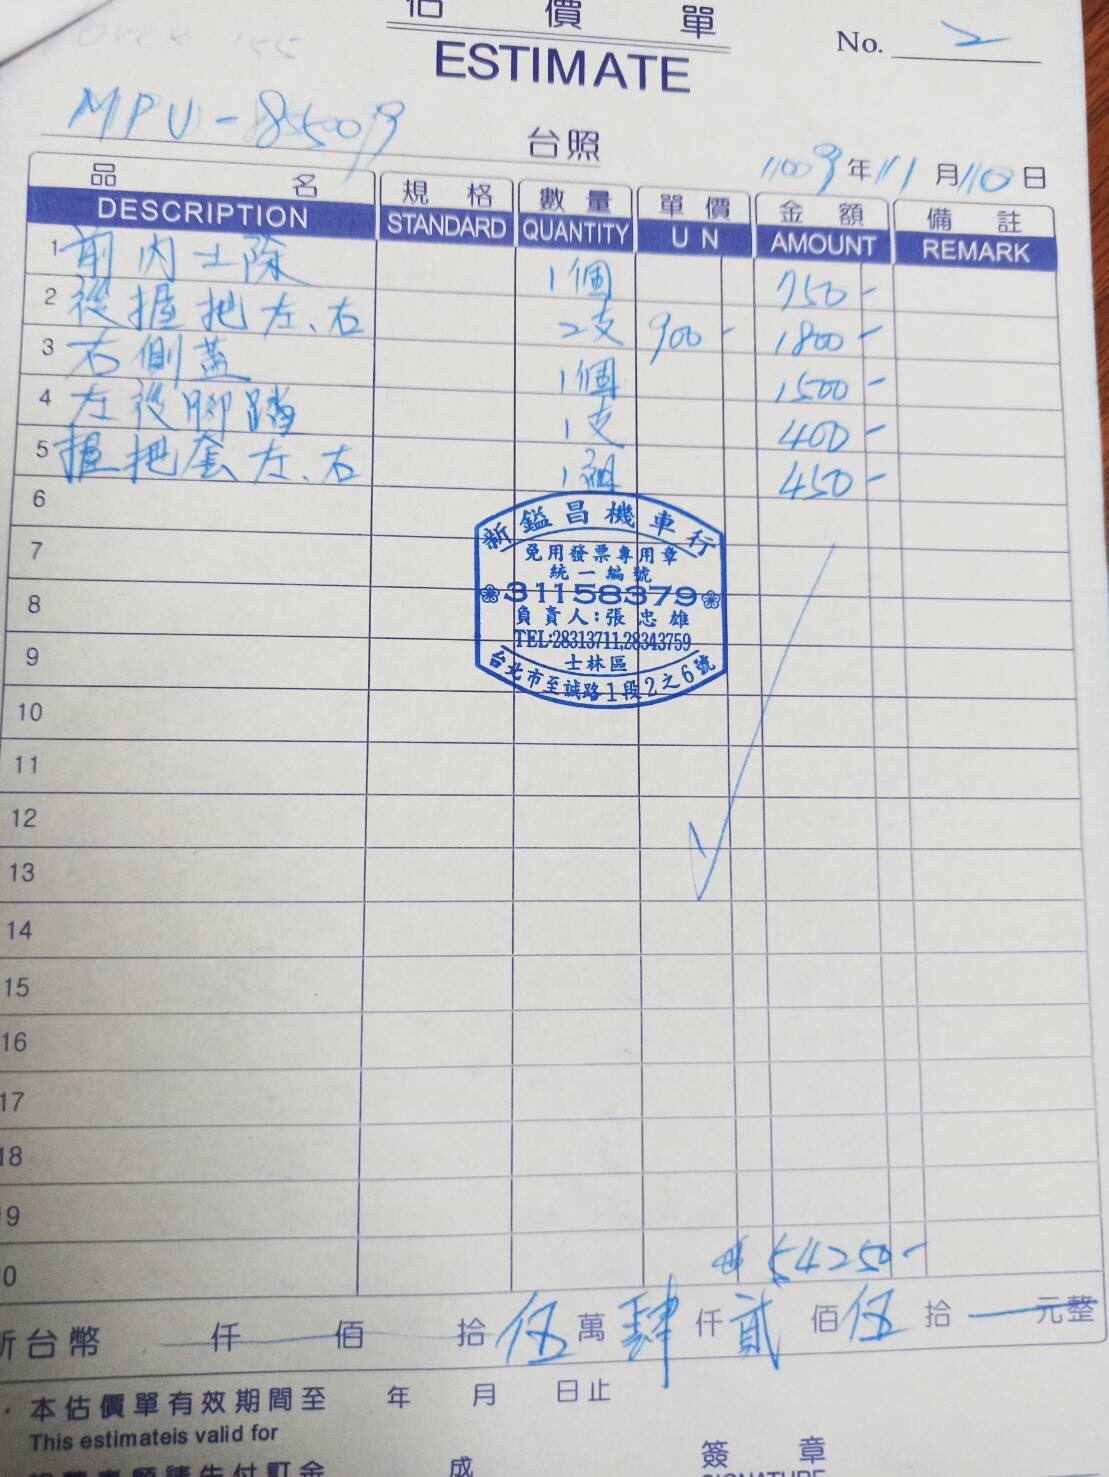 Force 155
估 價 單
ESTIMATE
No. 2
MPU-8509
台照
109年11月10日
品 名 規 格 數 量 單 價 金 額 備 註
DESCRIPTION STANDARD QUANTITY U N AMOUNT REMARK
1 前內土除 1個 750-
2 後握把左、右 2支 900- 1800-
3 右側蓋 1個 1500-
4 左後腳踏 1支 400-
5 握把套左、右 1組 450-
6
新鎰昌機車行
免用發票專用章
7
統一編號
8 31158379
負責人:張忠雄
TEL:28313711,28343759
9 士林區
台北市至誠路1段2之6號
10
11
12
13
14
15
16
17
18
19
0 54250-
新台幣 仟 佰 拾伍萬肆仟貳佰伍拾 元整
·本估價單有效期間至 年 月 日止
This estimateis valid for
成 簽 章
SIGNATURE